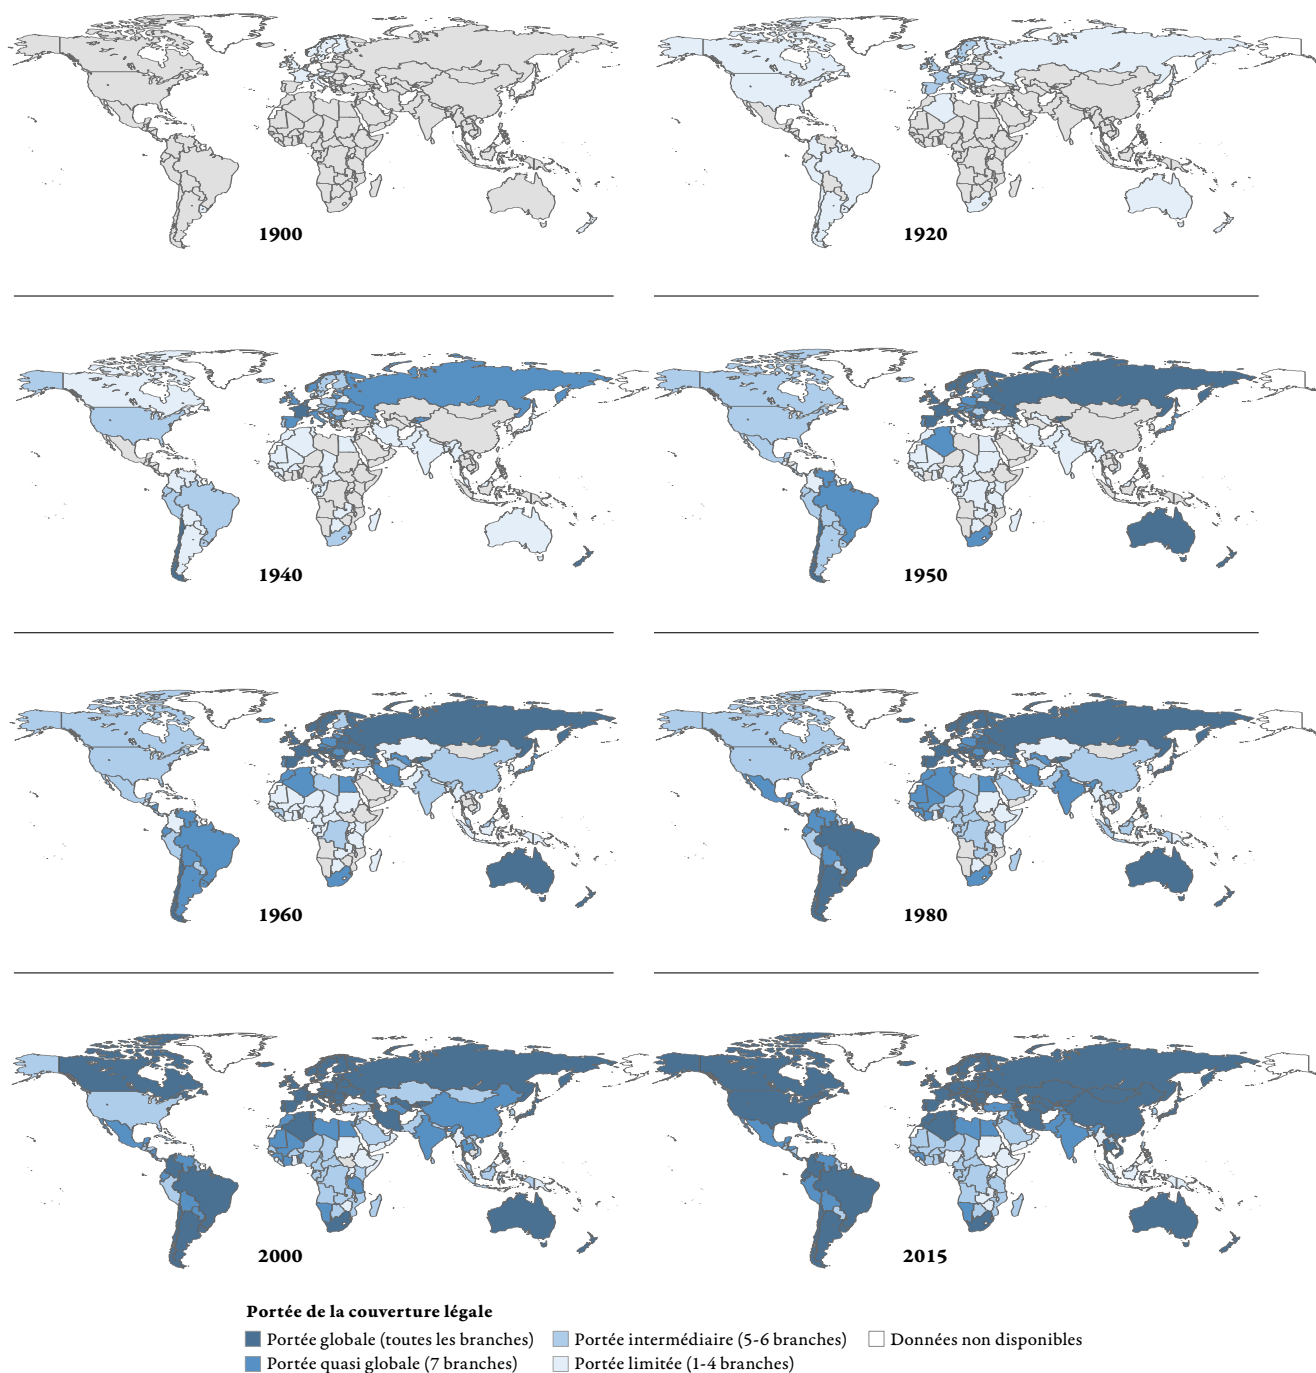 1900
1920
1940
1950
1960
1980
2000
2015
Portée de la couverture légale
Portée globale (toutes les branches)
Portée intermédiaire (5-6 branches)
Données non disponibles
Portée quasi globale (7 branches)
Portée limitée (1-4 branches)